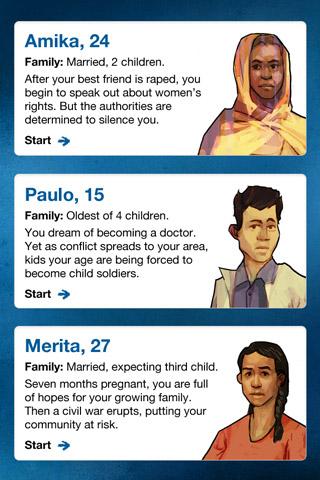 Amika, 24
Family: Married, 2 children.
After your best friend is raped, you
begin to speak out about women's
rights. But the authorities are
determined to silence you.
Start
Paulo, 15
Family: Oldest of 4 children.
You dream of becoming a doctor.
Yet as conflict spreads to your area,
kids your age are being forced to
become child soldiers.
Start
Merita, 27
Family: Married, expecting third child.
Seven months pregnant, you are full
of hopes for your growing family.
Then a civil war erupts, putting your
community at risk.
Start